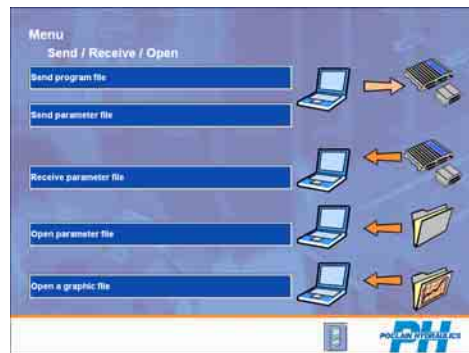 Menu
Send / Receive / Open
Send program file
Send parameter file
Receive parameter file
Open parameter file
Open a graphic file
POCLAIN HYDRAULICS
PH